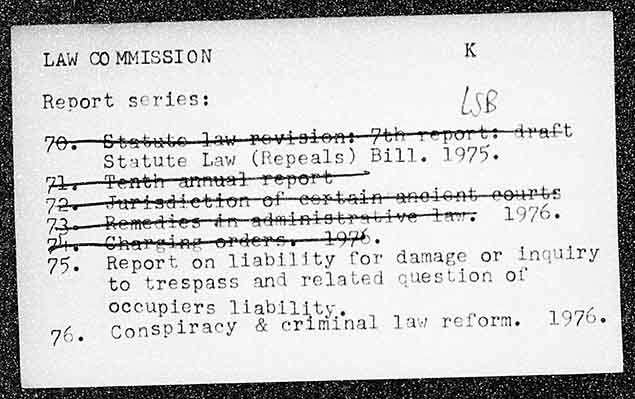 LAW COMMISSION K
Report series: LSB
70. Statute law revision: 7th report: draft
Statute Law (Repeals) Bill. 1975.
71. Tenth annual report
72. Jurisdiction of certain ancient courts
73. Remedies in administrative law. 1976.
74. Charging orders. 1976.
75. Report on liability for damage or inquiry
to trespass and related question of
occupiers liability.
76. Conspiracy & criminal law reform. 1976.